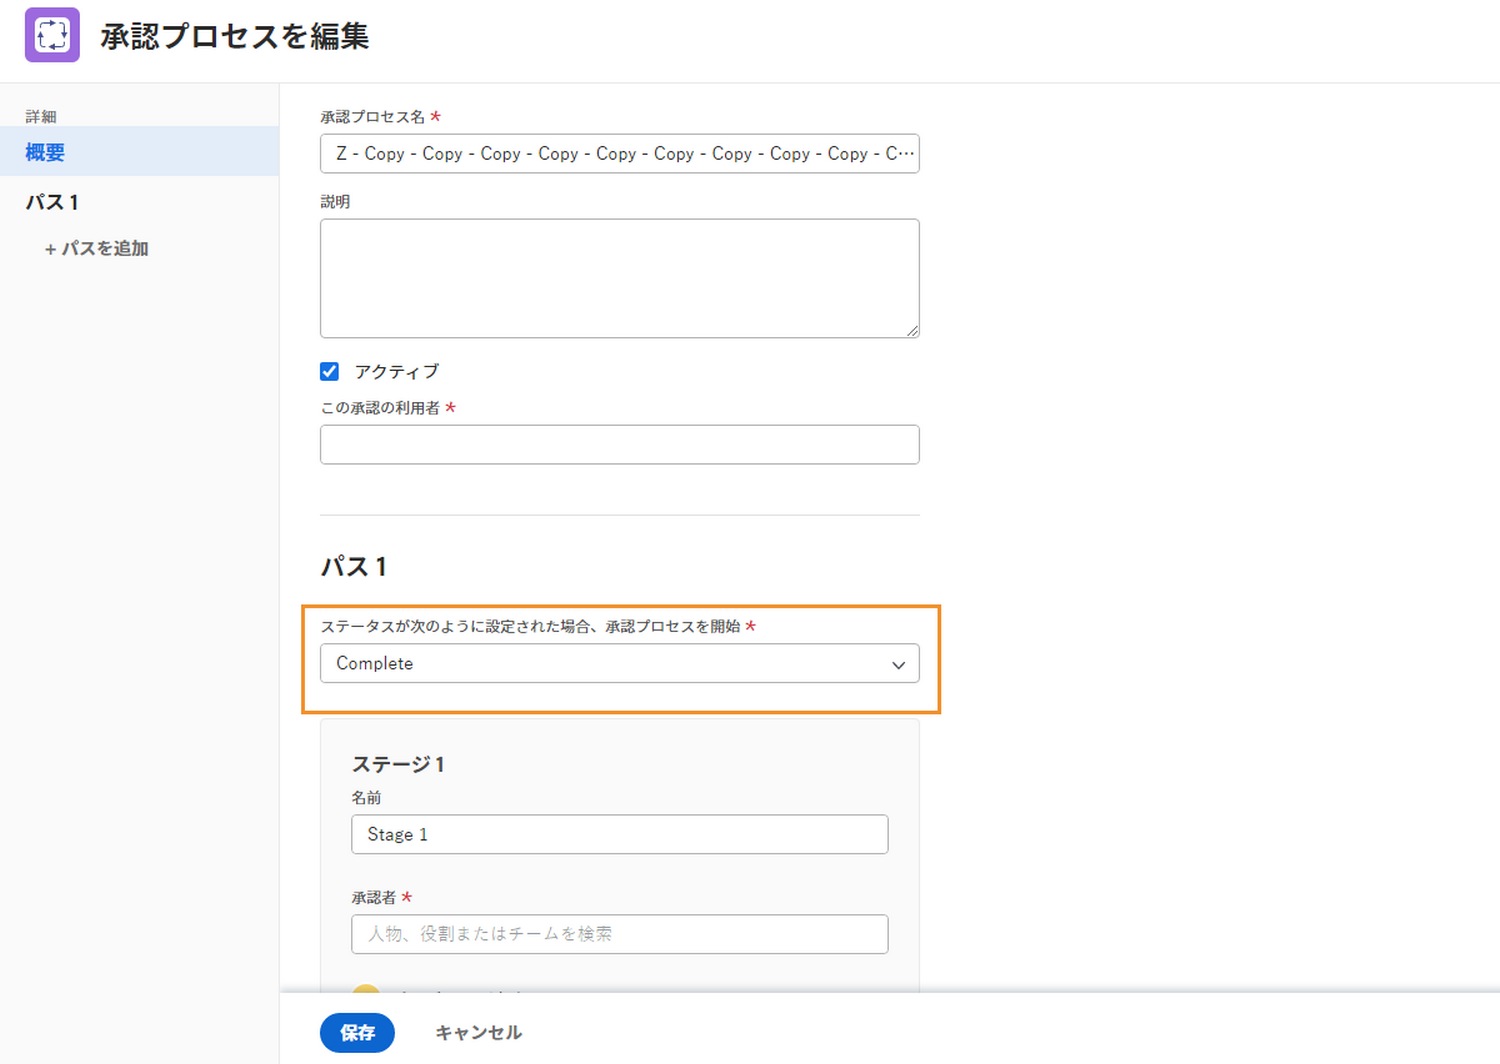 承認プロセスを編集
詳細
概要
パス 1
+ パスを追加
承認プロセス名 *
Z - Copy - Copy - Copy - Copy - Copy - Copy - Copy - Copy - Copy - C…
説明
アクティブ
この承認の利用者 *
パス 1
ステータスが次のように設定された場合、承認プロセスを開始 *
Complete
ステージ 1
名前
Stage 1
承認者 *
人物、役割またはチームを検索
保存 キャンセル